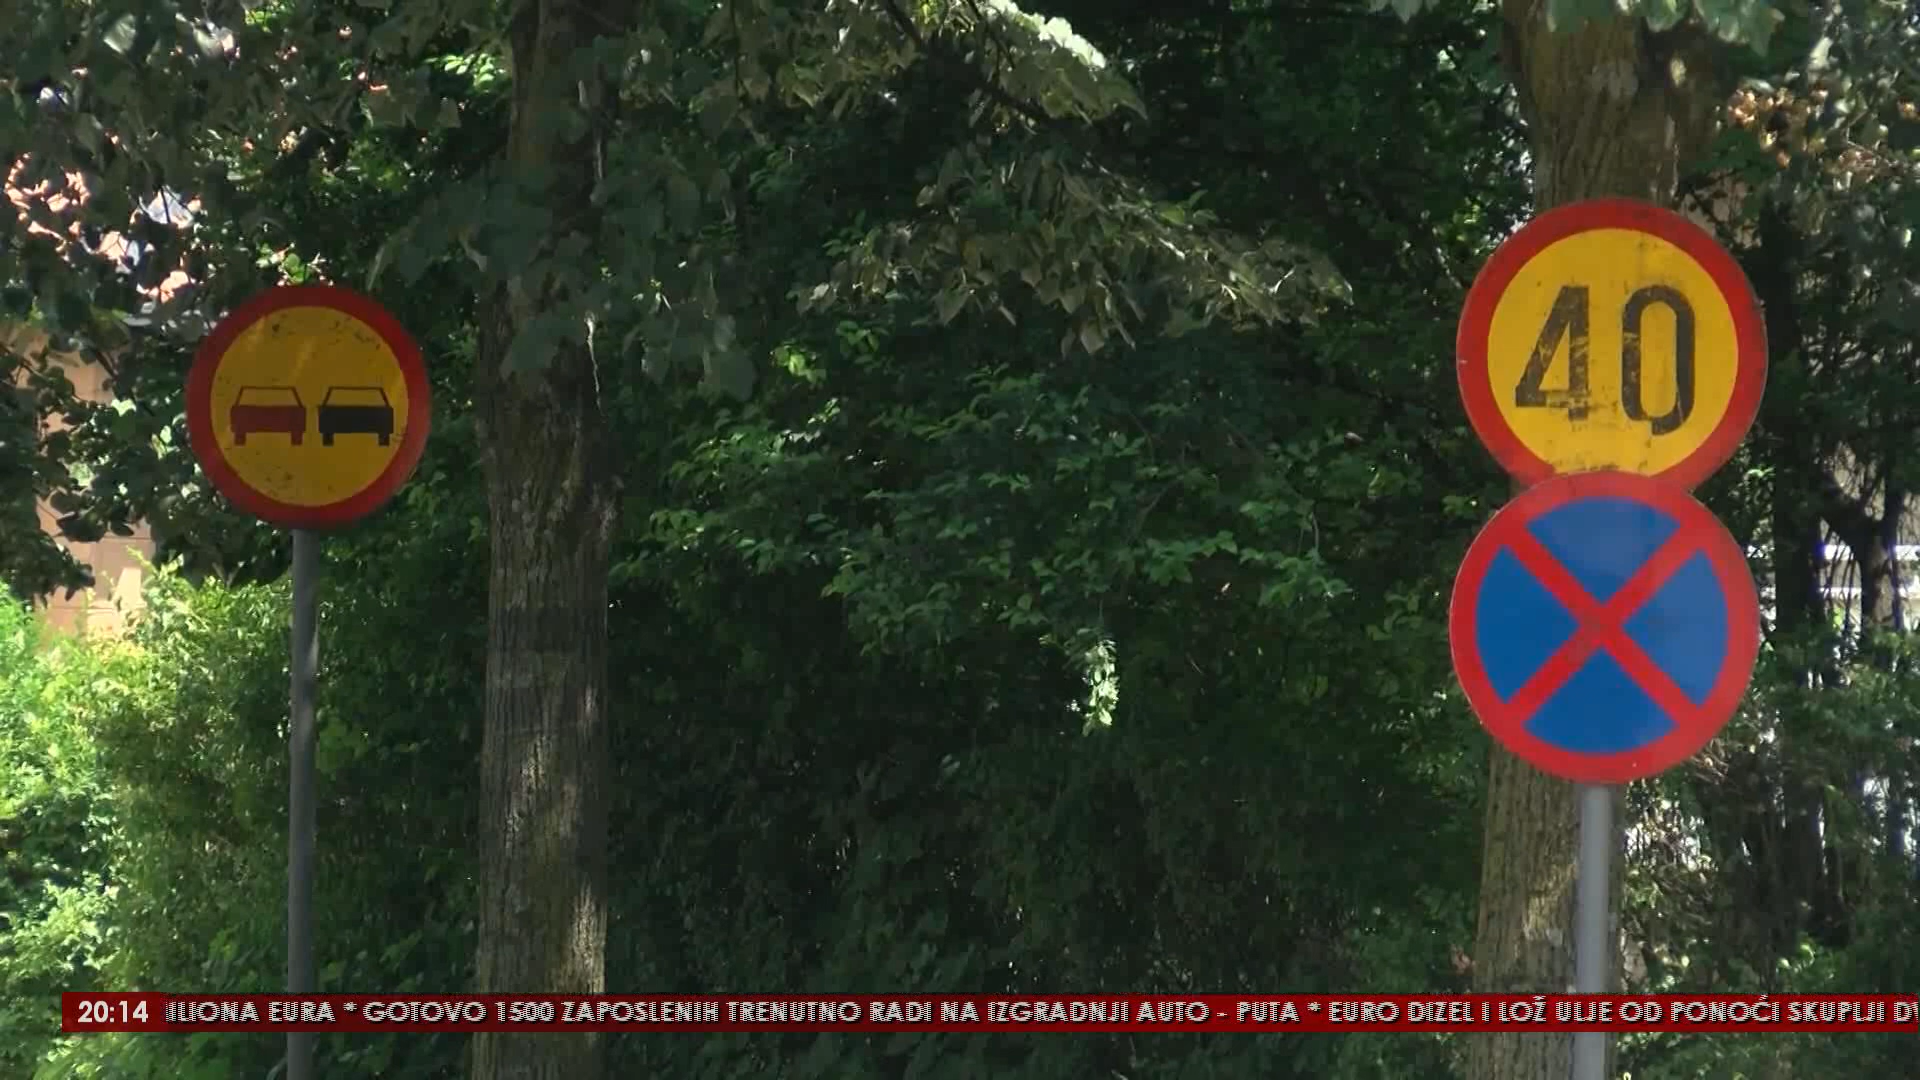 40
20:14 ILIONA EURA * GOTOVO 1500 ZAPOSLENIH TRENUTNO RADI NA IZGRADNJI AUTO - PUTA * EURO DIZEL I LOŽ ULJE OD PONOĆI SKUPLJI